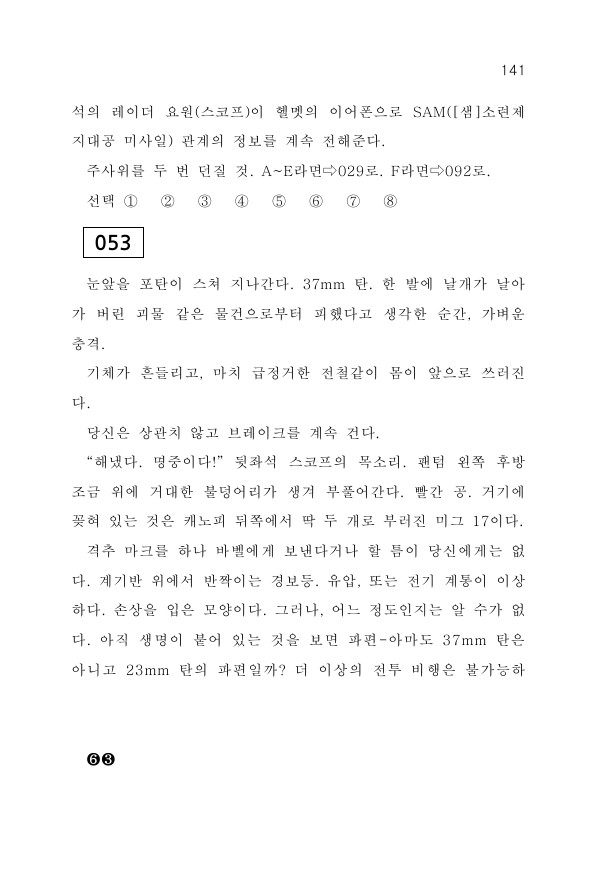 141
석의 레이더 요원(스코프)이 헬멧의 이어폰으로 SAM([샘]소련제
지대공 미사일) 관계의 정보를 계속 전해준다.
주사위를 두 번 던질 것. A~E라면⇨029로. F라면⇨092로.
선택 ① ② ③ ④ ⑤ ⑥ ⑦ ⑧
053
눈앞을 포탄이 스쳐 지나간다. 37mm 탄. 한 발에 날개가 날아
가 버린 괴물 같은 물건으로부터 피했다고 생각한 순간, 가벼운
충격.
기체가 흔들리고, 마치 급정거한 전철같이 몸이 앞으로 쓰러진
다.
당신은 상관치 않고 브레이크를 계속 건다.
“해냈다. 명중이다!” 뒷좌석 스코프의 목소리. 팬텀 왼쪽 후방
조금 위에 거대한 불덩어리가 생겨 부풀어간다. 빨간 공. 거기에
꽂혀 있는 것은 캐노피 뒤쪽에서 딱 두 개로 부러진 미그 17이다.
격추 마크를 하나 바벨에게 보낸다거나 할 틈이 당신에게는 없
다. 계기반 위에서 반짝이는 경보등. 유압, 또는 전기 계통이 이상
하다. 손상을 입은 모양이다. 그러나, 어느 정도인지는 알 수가 없
다. 아직 생명이 붙어 있는 것을 보면 파편-아마도 37mm 탄은
아니고 23mm 탄의 파편일까? 더 이상의 전투 비행은 불가능하
❻❸